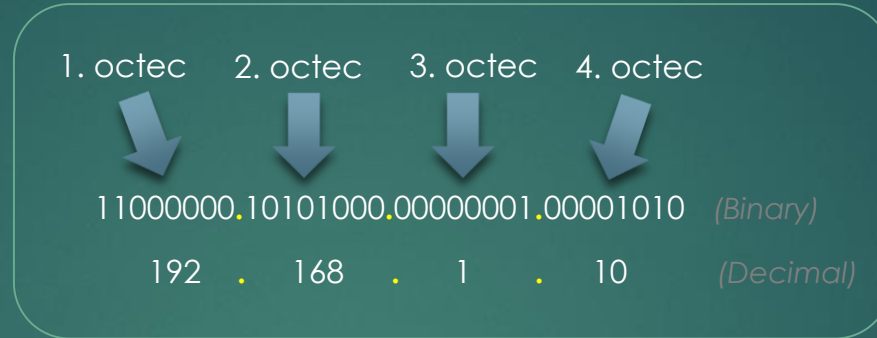 1. octec 2. octec 3. octec 4. octec
11000000.10101000.00000001.00001010 (Binary)
192 . 168 . 1 . 10 (Decimal)